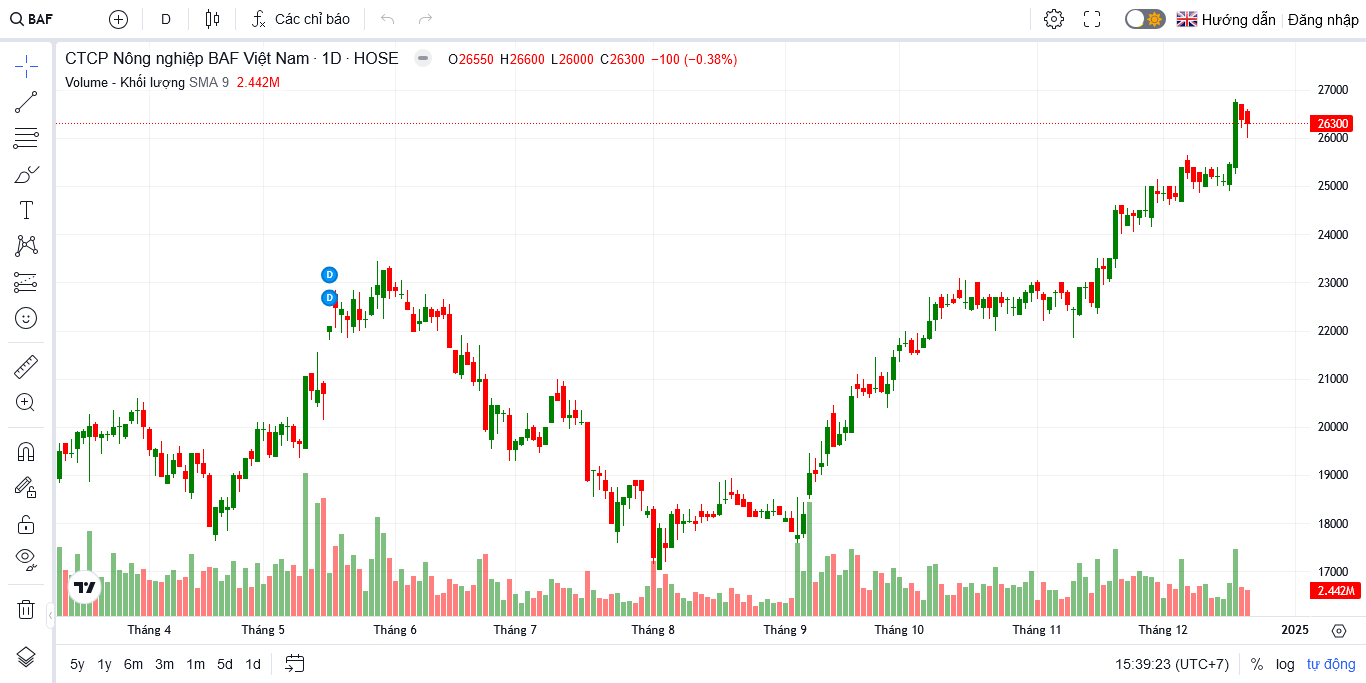 BAF D Các chỉ báo Hướng dẫn Đăng nhập
CTCP Nông nghiệp BAF Việt Nam · 1D · HOSE O26550 H26600 L26000 C26300 −100 (−0.38%)
Volume - Khối lượng SMA 9 2.442M
27000
26300
26000
25000
24000
23000
D
D
22000
21000
20000
19000
18000
17000
2.442M
Tháng 4 Tháng 5 Tháng 6 Tháng 7 Tháng 8 Tháng 9 Tháng 10 Tháng 11 Tháng 12 2025
5y 1y 6m 3m 1m 5d 1d 15:39:23 (UTC+7) % log tự động